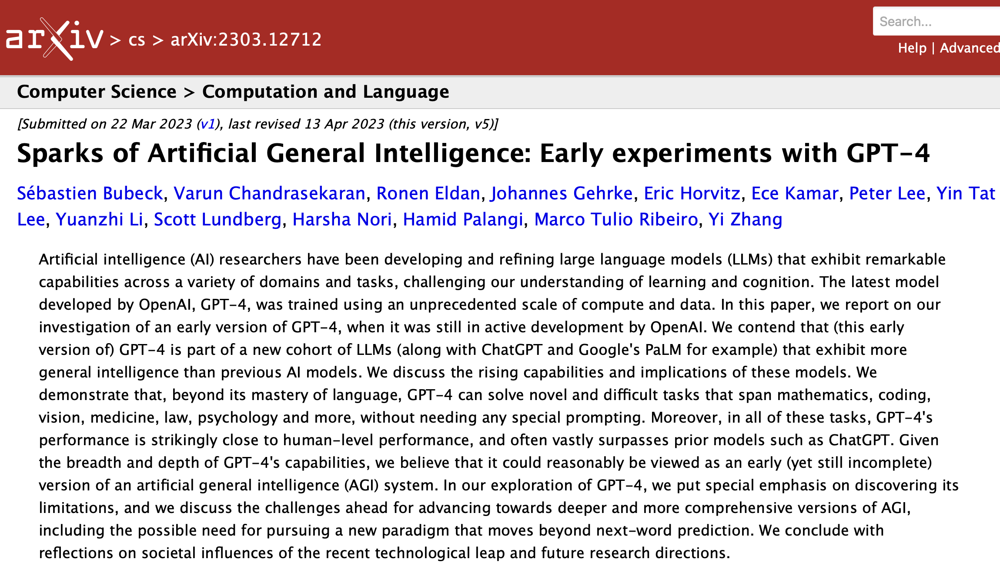 arXiv > cs > arXiv:2303.12712
Search...
Help | Advanced
Computer Science > Computation and Language
[Submitted on 22 Mar 2023 (v1), last revised 13 Apr 2023 (this version, v5)]
Sparks of Artificial General Intelligence: Early experiments with GPT-4
Sébastien Bubeck, Varun Chandrasekaran, Ronen Eldan, Johannes Gehrke, Eric Horvitz, Ece Kamar, Peter Lee, Yin Tat
Lee, Yuanzhi Li, Scott Lundberg, Harsha Nori, Hamid Palangi, Marco Tulio Ribeiro, Yi Zhang
Artificial intelligence (AI) researchers have been developing and refining large language models (LLMs) that exhibit remarkable
capabilities across a variety of domains and tasks, challenging our understanding of learning and cognition. The latest model
developed by OpenAI, GPT-4, was trained using an unprecedented scale of compute and data. In this paper, we report on our
investigation of an early version of GPT-4, when it was still in active development by OpenAI. We contend that (this early
version of) GPT-4 is part of a new cohort of LLMs (along with ChatGPT and Google's PaLM for example) that exhibit more
general intelligence than previous AI models. We discuss the rising capabilities and implications of these models. We
demonstrate that, beyond its mastery of language, GPT-4 can solve novel and difficult tasks that span mathematics, coding,
vision, medicine, law, psychology and more, without needing any special prompting. Moreover, in all of these tasks, GPT-4's
performance is strikingly close to human-level performance, and often vastly surpasses prior models such as ChatGPT. Given
the breadth and depth of GPT-4's capabilities, we believe that it could reasonably be viewed as an early (yet still incomplete)
version of an artificial general intelligence (AGI) system. In our exploration of GPT-4, we put special emphasis on discovering its
limitations, and we discuss the challenges ahead for advancing towards deeper and more comprehensive versions of AGI,
including the possible need for pursuing a new paradigm that moves beyond next-word prediction. We conclude with
reflections on societal influences of the recent technological leap and future research directions.